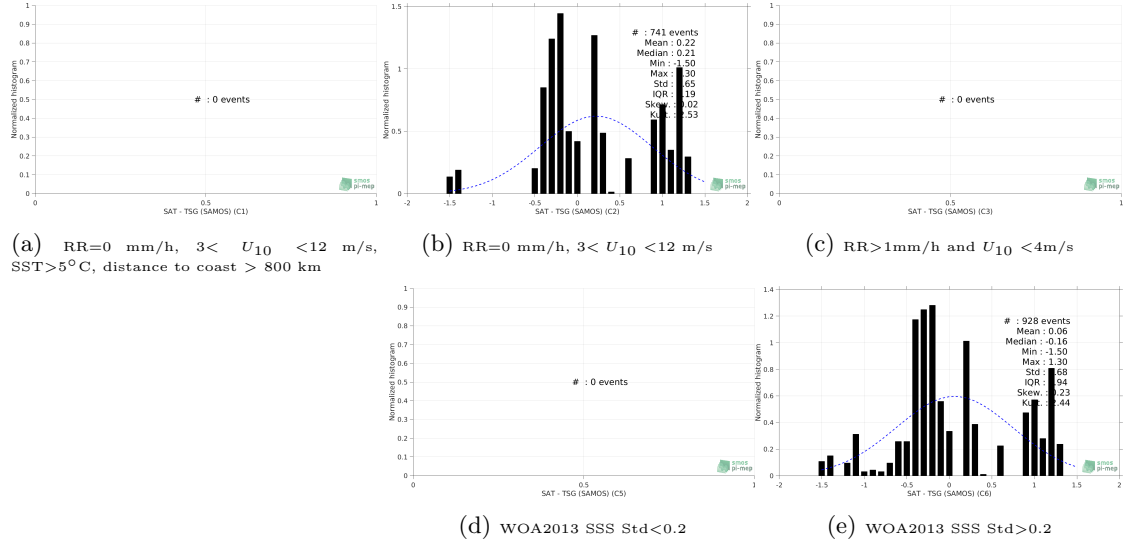 1
0.9
0.8
0.7
0.6
0.5
0.4
0.3
0.2
0.1
0
Normalized histogram
# : 0 events
smos
pi-mep
0 0.5 1
SAT - TSG (SAMOS) (C1)
1.5
1
0.5
0
Normalized histogram
# : 741 events
Mean : 0.22
Median : 0.21
Min : -1.50
Max : .30
Std : .65
IQR : .19
Skew. : .02
Ku .53
smos
pi-mep
-2 -1.5 -1 -0.5 0 0.5 1 1.5 2
SAT - TSG (SAMOS) (C2)
1
0.9
0.8
0.7
0.6
0.5
0.4
0.3
0.2
0.1
0
Normalized histogram
# : 0 events
smos
pi-mep
0 0.5 1
SAT - TSG (SAMOS) (C3)
(a) RR=0 mm/h, 3< U10 <12 m/s,
SST>5°C, distance to coast > 800 km
(b) RR=0 mm/h, 3< U10 <12 m/s
(c) RR>1mm/h and U10 <4m/s
1
0.9
0.8
0.7
0.6
0.5
0.4
0.3
0.2
0.1
0
Normalized histogram
# : 0 events
smos
pi-mep
0 0.5 1
SAT - TSG (SAMOS) (C5)
1.4
1.2
1
0.8
0.6
0.4
0.2
0
Normalized histogram
# : 928 events
Mean : 0.06
Median : -0.16
Min : -1.50
Max : 1.30
Std : .68
IQR : .94
Skew. : .23
Ku .44
smos
pi-mep
-2 -1.5 -1 -0.5 0 0.5 1 1.5 2
SAT - TSG (SAMOS) (C6)
(d) WOA2013 SSS Std<0.2
(e) WOA2013 SSS Std>0.2